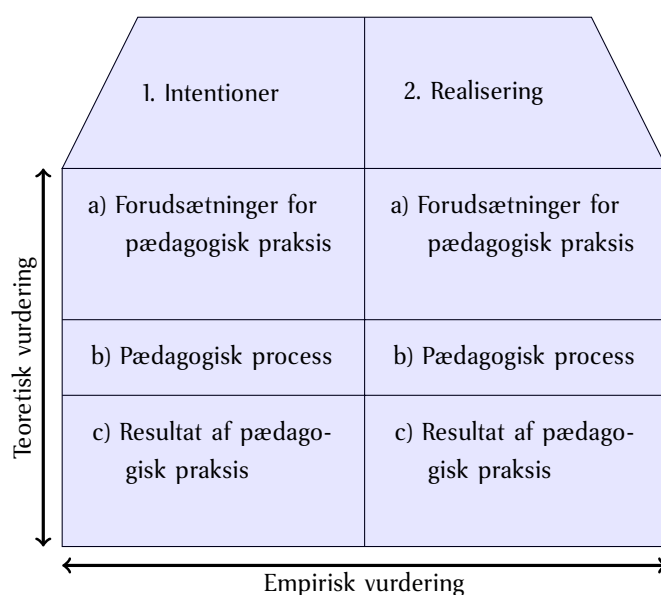 1. Intentioner
2. Realisering
a) Forudsætninger for
pædagogisk praksis
a) Forudsætninger for
pædagogisk praksis
b) Pædagogisk process
b) Pædagogisk process
c) Resultat af pædago-
gisk praksis
c) Resultat af pædago-
gisk praksis
Teoretisk vurdering
Empirisk vurdering